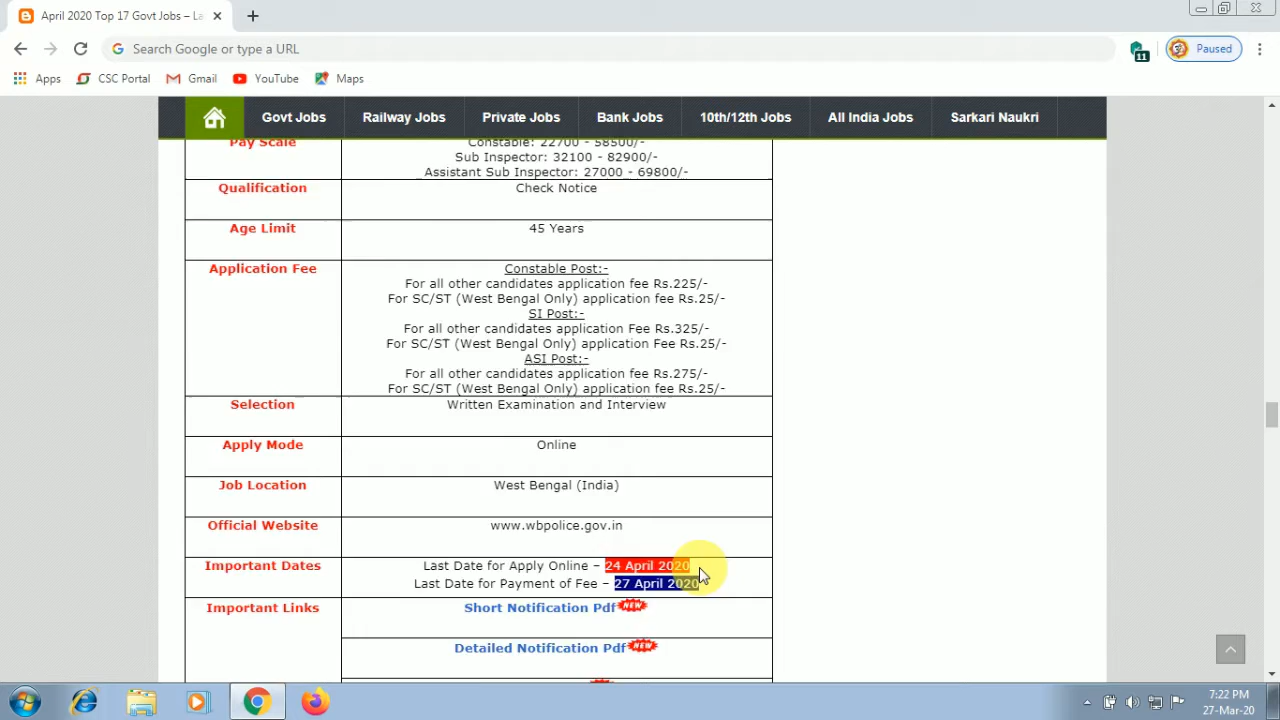 April 2020 Top 17 Govt Jobs – La
Search Google or type a URL
11
Paused
Apps
CSC Portal
Gmail
YouTube
Maps
Govt Jobs
Railway Jobs
Private Jobs
Bank Jobs
10th/12th Jobs
All India Jobs
Sarkari Naukri
Pay Scale
Constable: 22700 - 58500/-
Sub Inspector: 32100 - 82900/-
Assistant Sub Inspector: 27000 - 69800/-
Qualification
Check Notice
Age Limit
45 Years
Application Fee
Constable Post:-
For all other candidates application fee Rs.225/-
For SC/ST (West Bengal Only) application fee Rs.25/-
SI Post:-
For all other candidates application Fee Rs.325/-
For SC/ST (West Bengal Only) application Fee Rs.25/-
ASI Post:-
For all other candidates application fee Rs.275/-
For SC/ST (West Bengal Only) application fee Rs.25/-
Selection
Written Examination and Interview
Apply Mode
Online
Job Location
West Bengal (India)
Official Website
www.wbpolice.gov.in
Important Dates
Last Date for Apply Online – 24 April 2020
Last Date for Payment of Fee – 27 April 2020
Important Links
Short Notification Pdf NEW
Detailed Notification Pdf NEW
7:22 PM
27-Mar-20